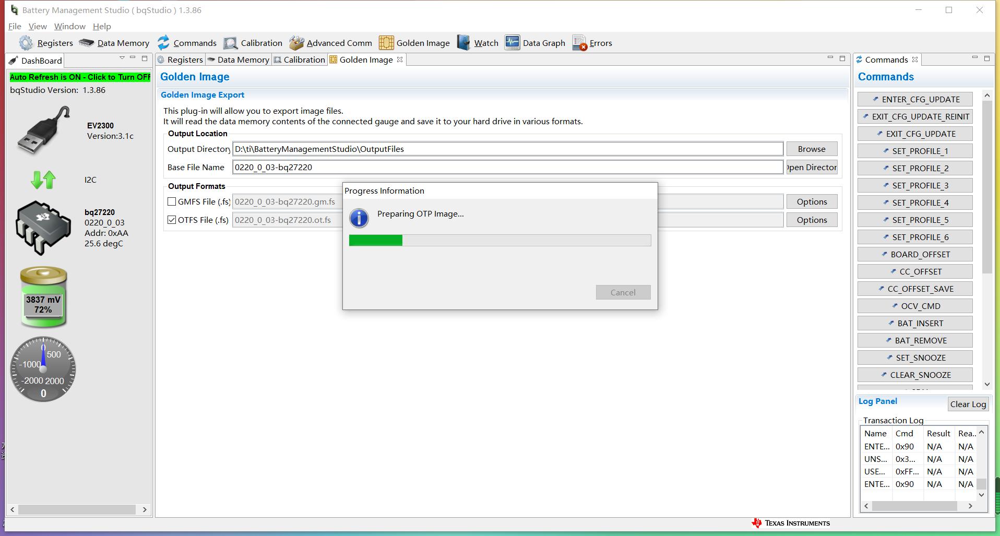 Battery Management Studio ( bqStudio ) 1.3.86
File View Window Help
Registers Data Memory Commands Calibration Advanced Comm Golden Image Watch Data Graph Errors
DashBoard
Auto Refresh is ON - Click to Turn OFF
bqStudio Version: 1.3.86
EV2300
Version:3.1c
I2C
bq27220
0220_0_03
Addr: 0xAA
25.6 degC
3837 mV
72%
0
500
-1000
-2000 2000
0
Registers Data Memory Calibration Golden Image
Golden Image
Golden Image Export
This plug-in will allow you to export image files.
It will read the data memory contents of the connected gauge and save it to your hard drive in various formats.
Output Location
Output Directory D:\ti\BatteryManagementStudio\OutputFiles Browse
Base File Name 0220_0_03-bq27220 pen Director
Output Formats
GMFS File (.fs) 0220_0_03-bq27220.gm.fs Options
OTFS File (.fs) 0220_0_03-bq27220.ot.fs Options
Progress Information
Preparing OTP Image...
Cancel
Commands
Commands
ENTER_CFG_UPDATE
EXIT_CFG_UPDATE_REINIT
EXIT_CFG_UPDATE
SET_PROFILE_1
SET_PROFILE_2
SET_PROFILE_3
SET_PROFILE_4
SET_PROFILE_5
SET_PROFILE_6
BOARD_OFFSET
CC_OFFSET
CC_OFFSET_SAVE
OCV_CMD
BAT_INSERT
BAT_REMOVE
SET_SNOOZE
CLEAR_SNOOZE
Log Panel
Clear Log
Transaction Log
Name Cmd Result Rea..
ENTE... 0x90 N/A N/A
UNS... 0x3... N/A N/A
USE... 0xFF... N/A N/A
ENTE... 0x90 N/A N/A
TEXAS INSTRUMENTS